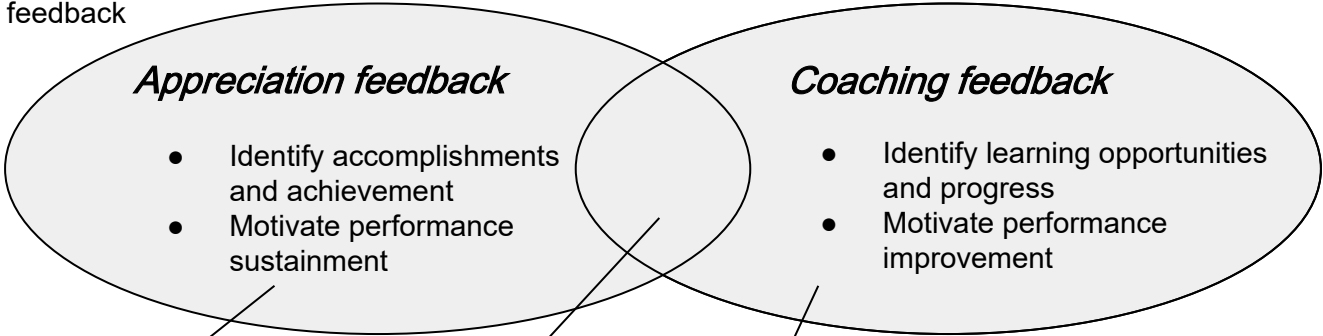 feedback
Appreciation feedback
● Identify accomplishments
and achievement
● Motivate performance
sustainment
Coaching feedback
● Identify learning opportunities
and progress
● Motivate performance
improvement